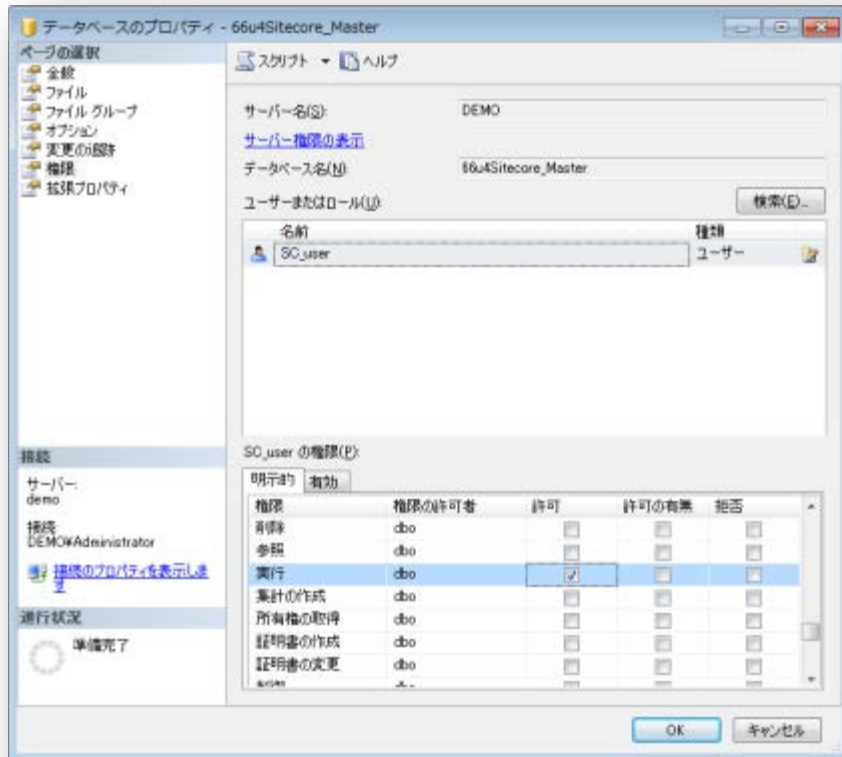 データベースのプロパティ - 66u4Sitecore_Master
ページの選択
全般
ファイル
ファイル グループ
オプション
変更の追跡
権限
拡張プロパティ
スクリプト
ヘルプ
サーバー名(S):
DEMO
サーバー権限の表示
データベース名(N):
66u4Sitecore_Master
ユーザーまたはロール(U):
検索(E)...
名前 種類
SC_user ユーザー
接続
サーバー:
demo
接続:
DEMO¥Administrator
接続のプロパティを表示しま
す
進行状況
準備完了
SC_user の権限(P):
明示的 有効
権限 権限の許可者 許可 許可の有無 拒否
削除 dbo
参照 dbo
実行 dbo
集計の作成 dbo
所有権の取得 dbo
証明書の作成 dbo
証明書の変更 dbo
OK
キャンセル